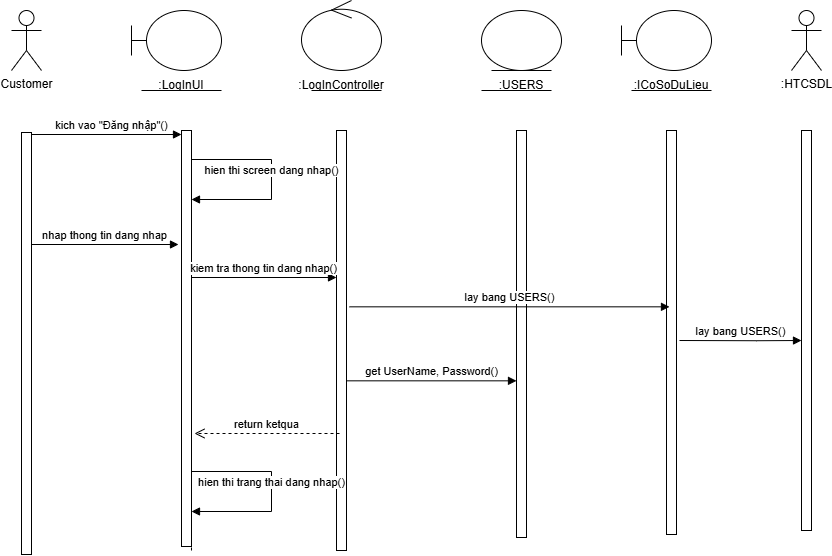 Customer
:LogInUI
:LogInController
:USERS
:ICoSoDuLieu
:HTCSDL
kich vao "Đăng nhập"()
hien thi screen dang nhap()
nhap thong tin dang nhap
kiem tra thong tin dang nhap()
lay bang USERS()
lay bang USERS()
get UserName, Password()
return ketqua
hien thi trang thai dang nhap()